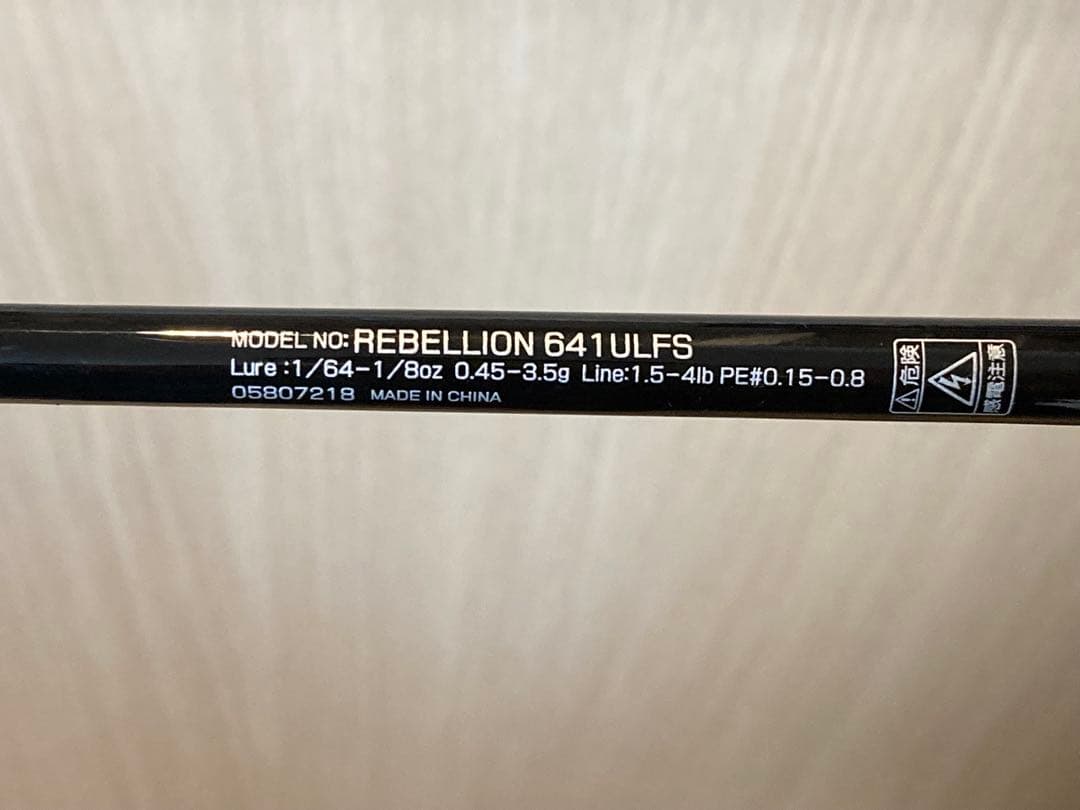 MODEL NO: REBELLION 641ULFS
Lure :1/64-1/8oz 0.45-3.5g Line:1.5-4lb PE#0.15-0.8
05807218 MADE IN CHINA
危険
感電注意